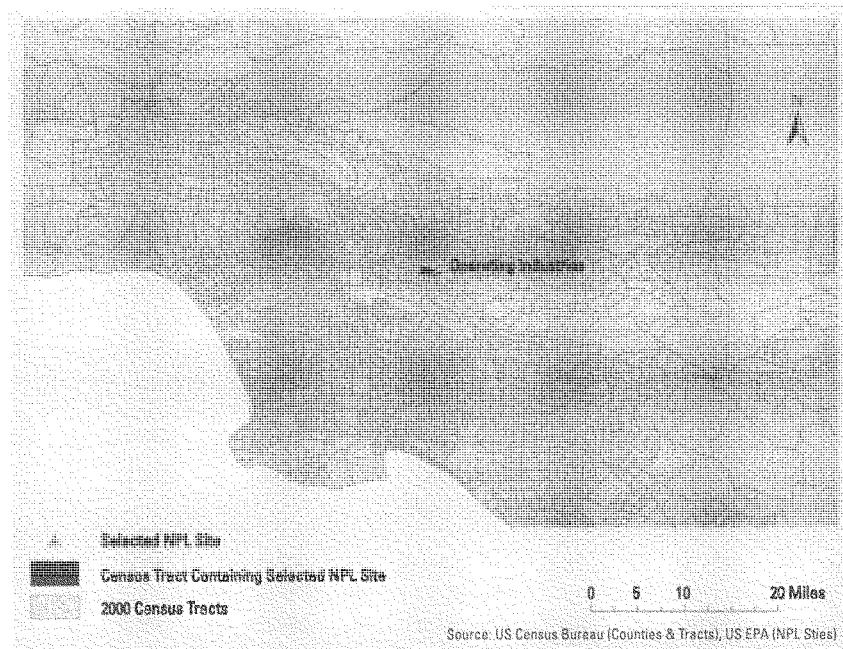 N
Operating Industries
Selected NPL Site
Census Tract Containing Selected NPL Site
2000 Census Tracts
0 5 10 20 Miles
Source: US Census Bureau (Counties & Tracts), US EPA (NPL Sties)